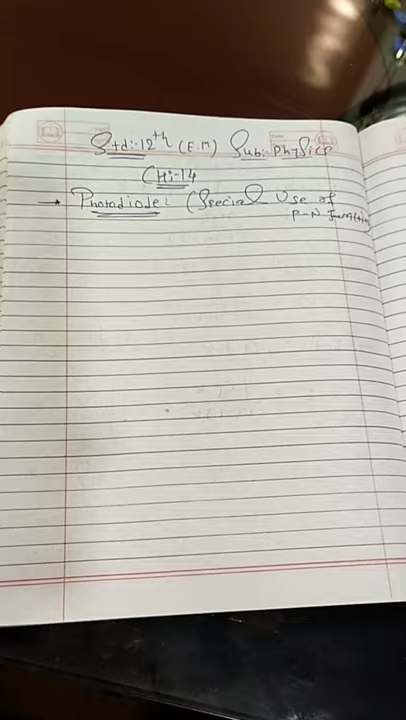 Std:-12th (E.M) Sub:- Physics
CH:-14
→ Photodiode: (Special Use of
P-N Junction)